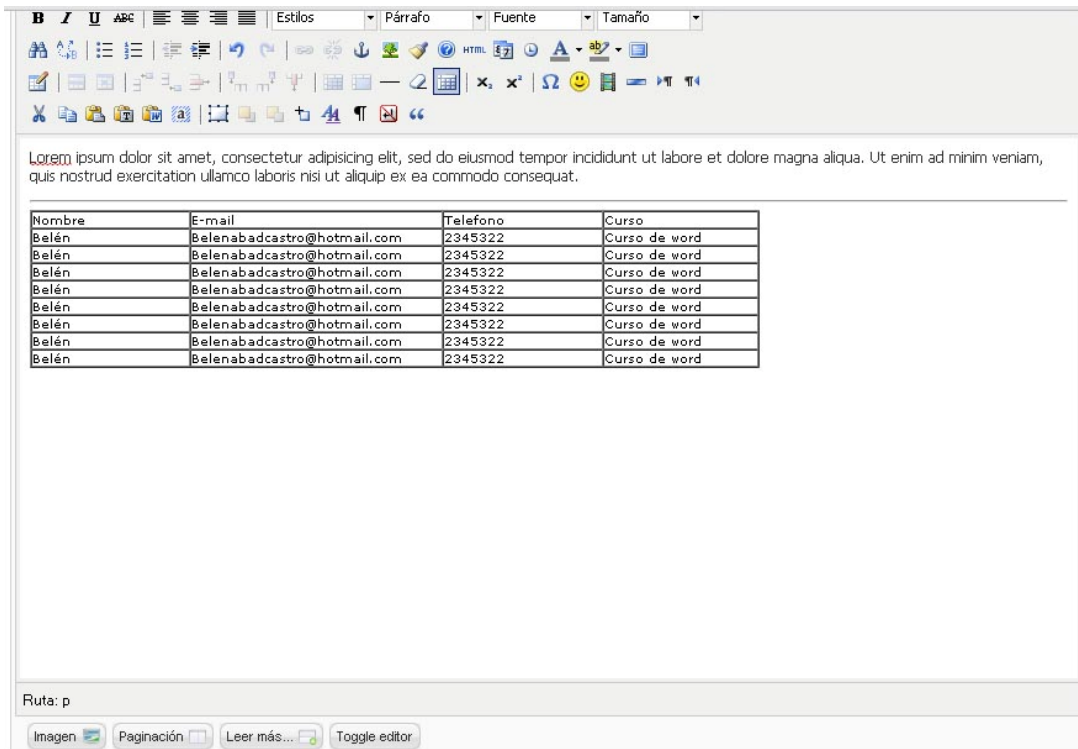 B I U ABC Estilos Párrafo Fuente Tamaño
HTML
Lorem ipsum dolor sit amet, consectetur adipisicing elit, sed do eiusmod tempor incididunt ut labore et dolore magna aliqua. Ut enim ad minim veniam,
quis nostrud exercitation ullamco laboris nisi ut aliquip ex ea commodo consequat.
Nombre E-mail Telefono Curso
Belén Belenabadcastro@hotmail.com 2345322 Curso de word
Belén Belenabadcastro@hotmail.com 2345322 Curso de word
Belén Belenabadcastro@hotmail.com 2345322 Curso de word
Belén Belenabadcastro@hotmail.com 2345322 Curso de word
Belén Belenabadcastro@hotmail.com 2345322 Curso de word
Belén Belenabadcastro@hotmail.com 2345322 Curso de word
Belén Belenabadcastro@hotmail.com 2345322 Curso de word
Belén Belenabadcastro@hotmail.com 2345322 Curso de word
Ruta: p
Imagen Paginación Leer más... Toggle editor